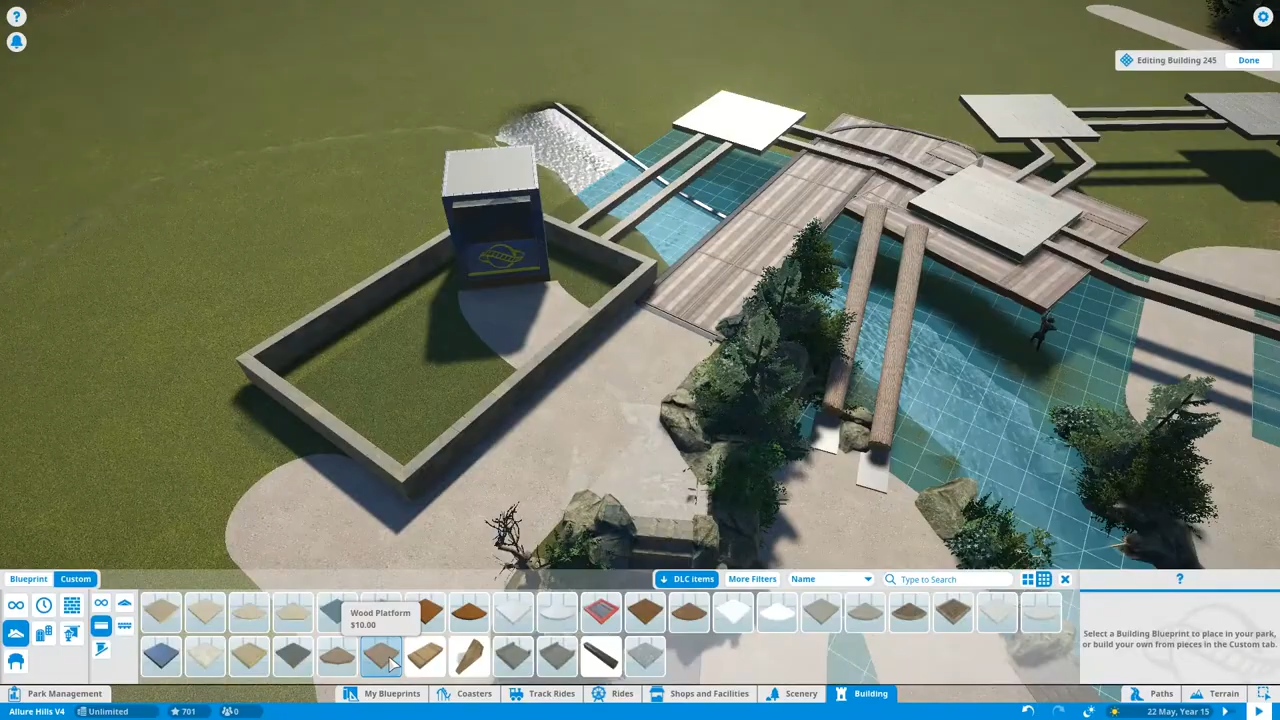 ?
Editing Building 245
Done
Blueprint
Custom
DLC items
More Filters
Name
Type to Search
?
Wood Platform
$10.00
Select a Building Blueprint to place in your park,
or build your own from pieces in the Custom tab.
Park Management
My Blueprints
Coasters
Track Rides
Rides
Shops and Facilities
Scenery
Building
Paths
Terrain
Allure Hills V4
Unlimited
701
0
22 May, Year 15